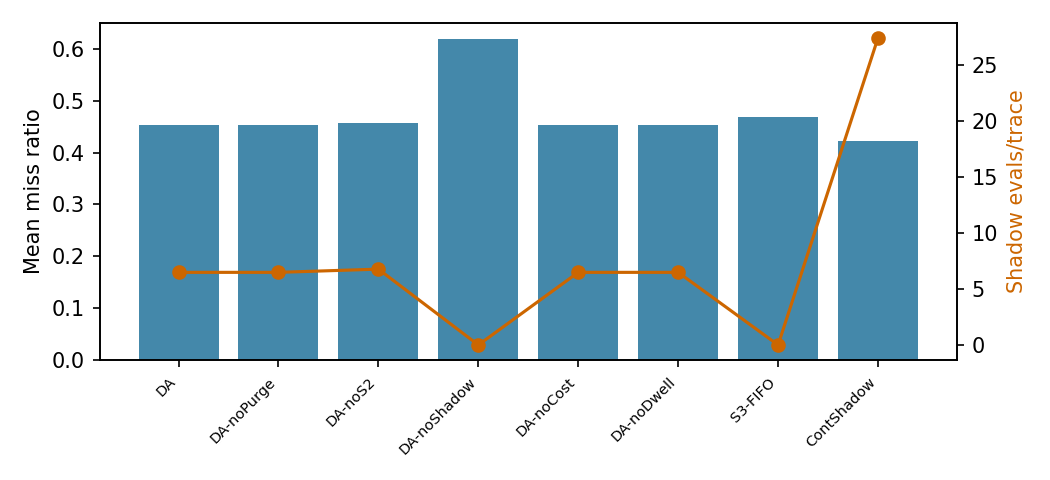 Mean miss ratio
0.6
0.5
0.4
0.3
0.2
0.1
0.0
25
20
15
10
5
0
Shadow evals/trace
DA
DA-noPurge
DA-noS2
DA-noShadow
DA-noCost
DA-noDwell
S3-FIFO
ContShadow